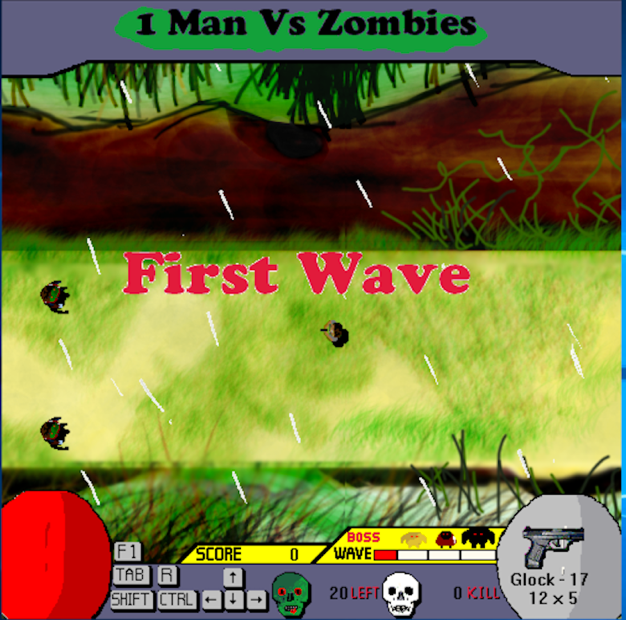 1 Man Vs Zombies
First Wave
BOSS
F1
SCORE 0
WAVE
TAB R
↑
Glock - 17
SHIFT CTRL ← ↓ →
20 LEFT
0 KILL
12 x 5